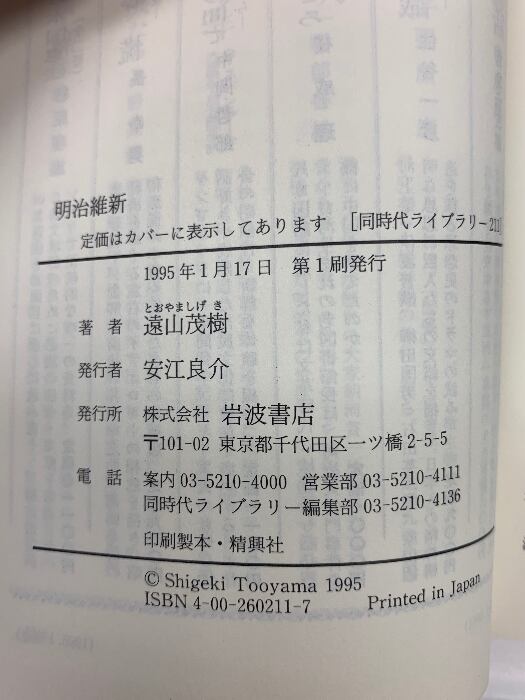 明治維新
定価はカバーに表示してあります ［同時代ライブラリー 211］
1995年1月17日 第1刷発行
とおやましげき
著者 遠山茂樹
発行者 安江良介
発行所 株式会社 岩波書店
〒101-02 東京都千代田区一ツ橋 2-5-5
電話 案内 03-5210-4000 営業部 03-5210-4111
同時代ライブラリー編集部 03-5210-4136
印刷製本・精興社
© Shigeki Tooyama 1995
ISBN 4-00-260211-7 Printed in Japan